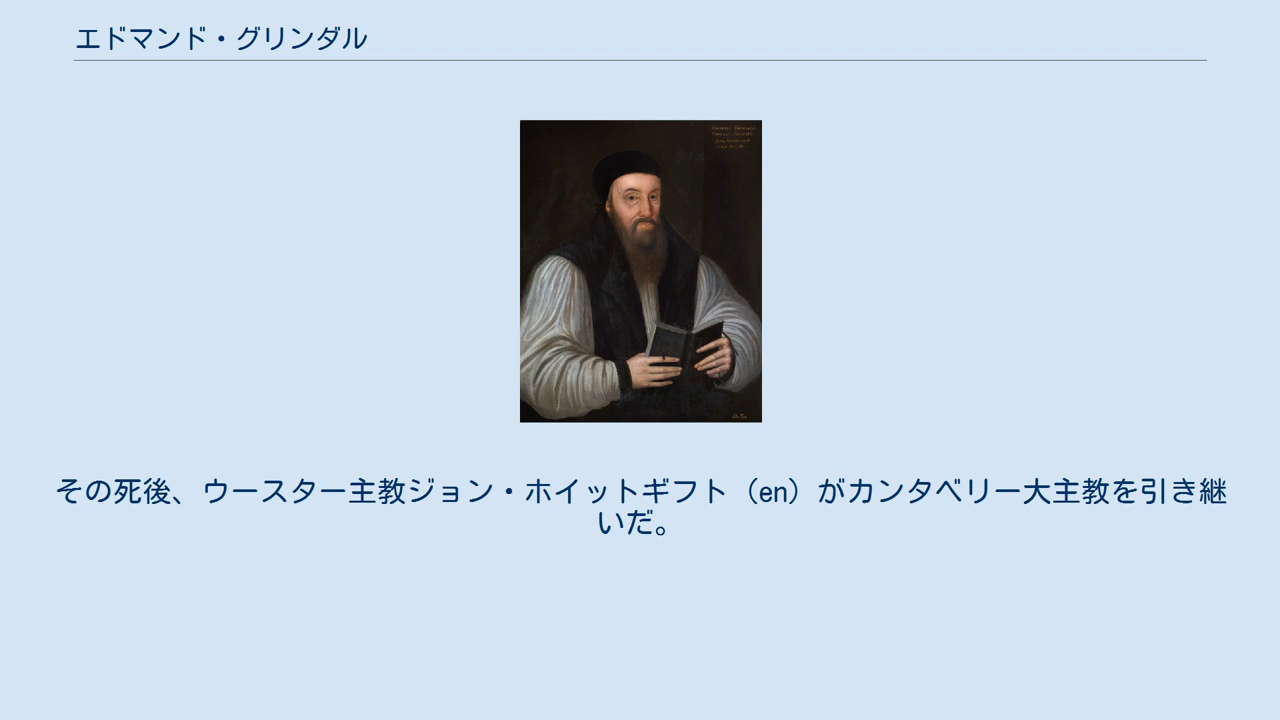 エドマンド・グリンダル
その死後、ウースター主教ジョン・ホイットギフト（en）がカンタベリー大主教を引き継
いだ。